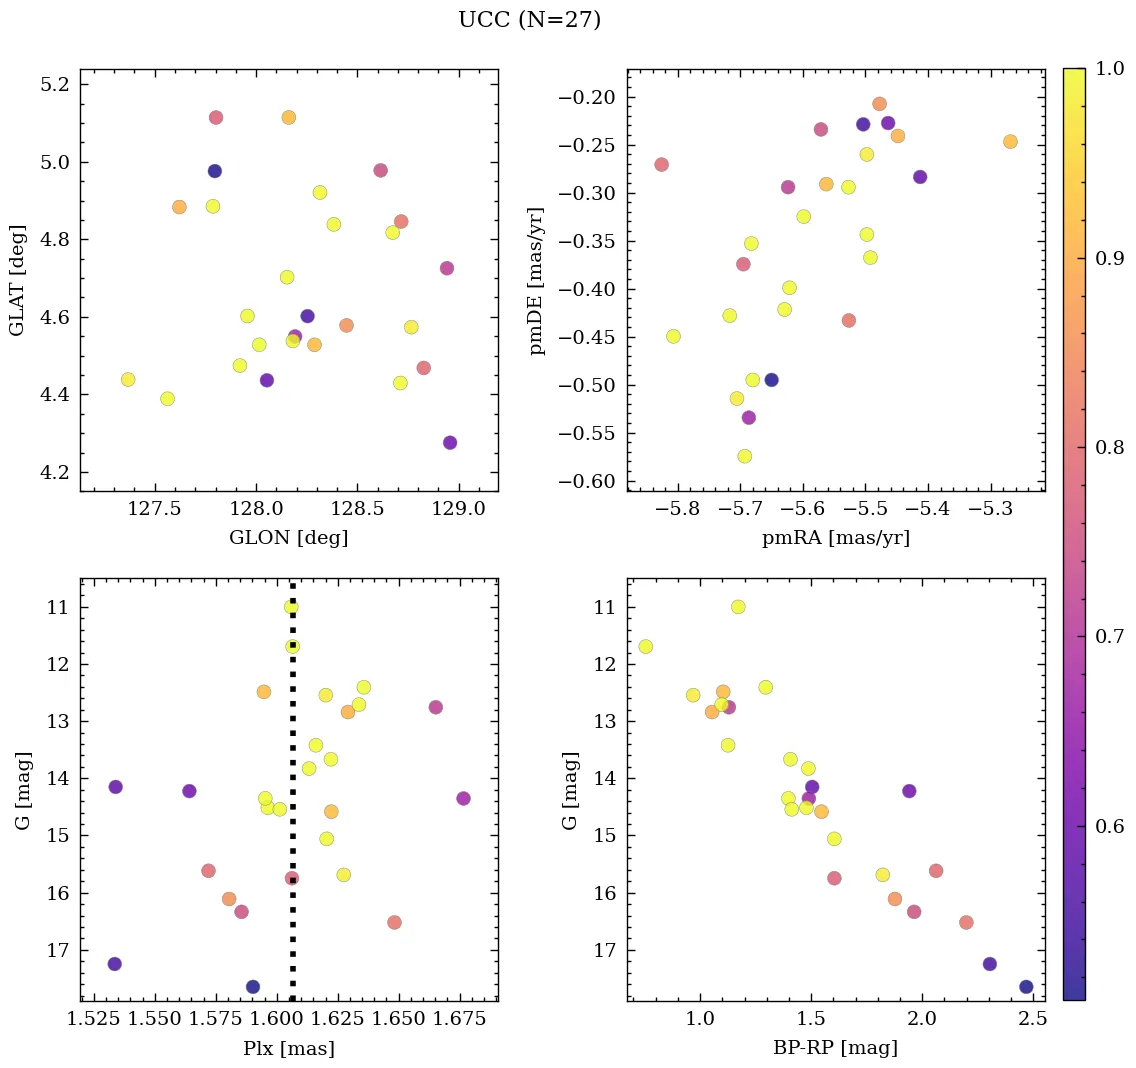 UCC (N=27)
5.2
5.0
4.8
4.6
4.4
4.2
GLAT [deg]
127.5 128.0 128.5 129.0
GLON [deg]
−0.20
−0.25
−0.30
−0.35
−0.40
−0.45
−0.50
−0.55
−0.60
pmDE [mas/yr]
−5.8 −5.7 −5.6 −5.5 −5.4 −5.3
pmRA [mas/yr]
1.0
0.9
0.8
0.7
0.6
11
12
13
14
15
16
17
G [mag]
1.525 1.550 1.575 1.600 1.625 1.650 1.675
Plx [mas]
11
12
13
14
15
16
17
G [mag]
1.0 1.5 2.0 2.5
BP-RP [mag]